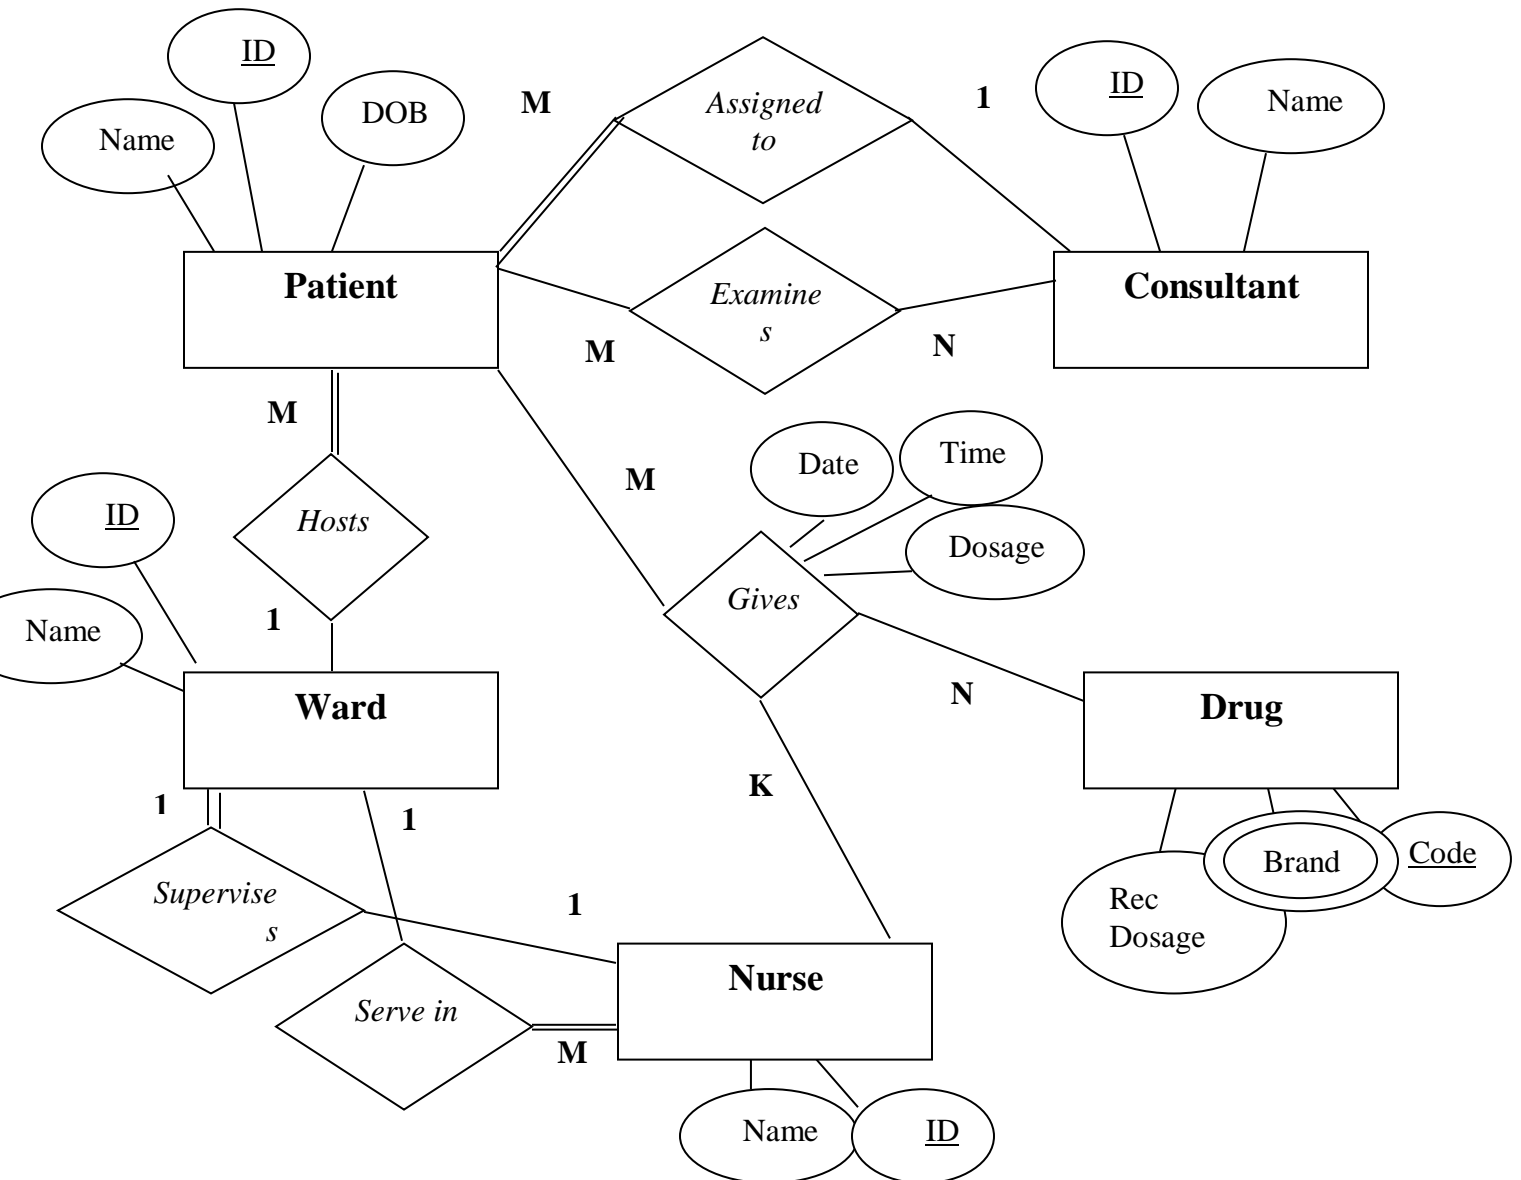 ID
DOB
Name
M
Assigned
to
1
ID
Name
Patient
Examine
s
Consultant
M
N
M
Hosts
ID
1
Name
M
Date
Time
Dosage
Gives
N
Ward
Drug
K
1
1
Supervise
s
1
Rec
Dosage
Brand
Code
Serve in
M
Nurse
Name
ID